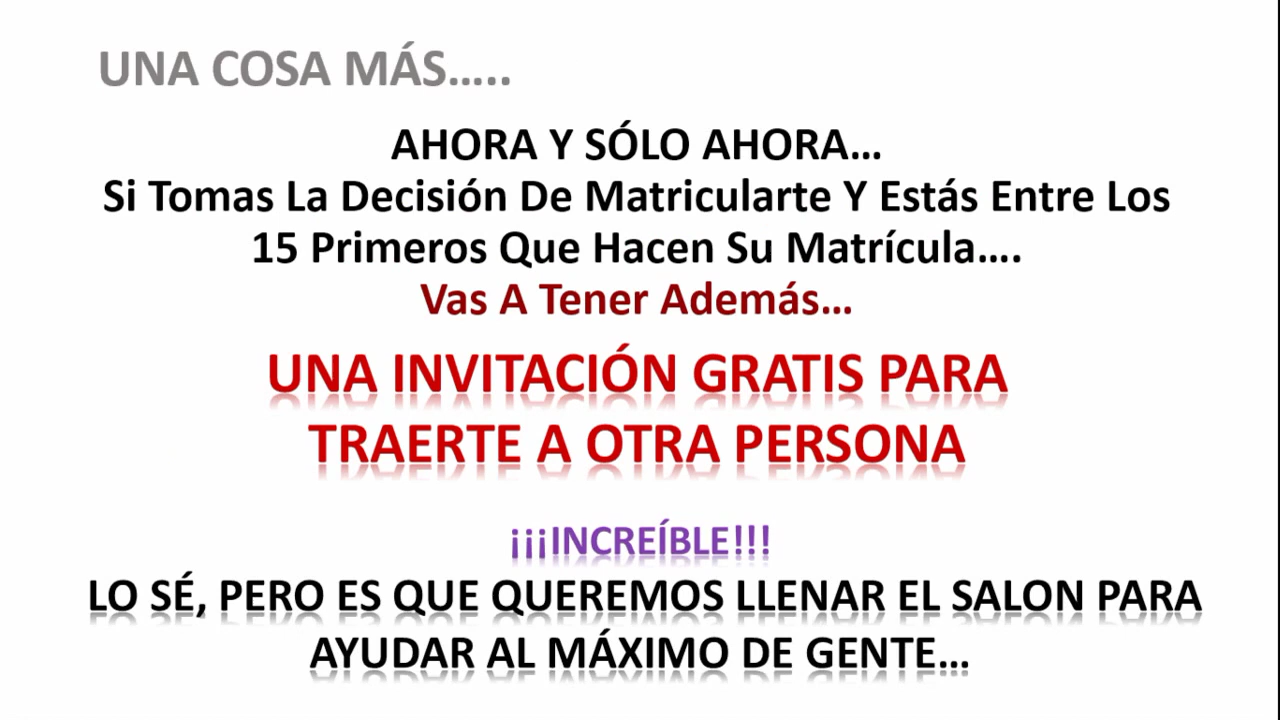 UNA COSA MÁS.....
AHORA Y SÓLO AHORA...
Si Tomas La Decisión De Matricularte Y Estás Entre Los
15 Primeros Que Hacen Su Matrícula....
Vas A Tener Además...
UNA INVITACIÓN GRATIS PARA
TRAERTE A OTRA PERSONA
¡¡¡INCREÍBLE!!!
LO SÉ, PERO ES QUE QUEREMOS LLENAR EL SALON PARA
AYUDAR AL MÁXIMO DE GENTE...